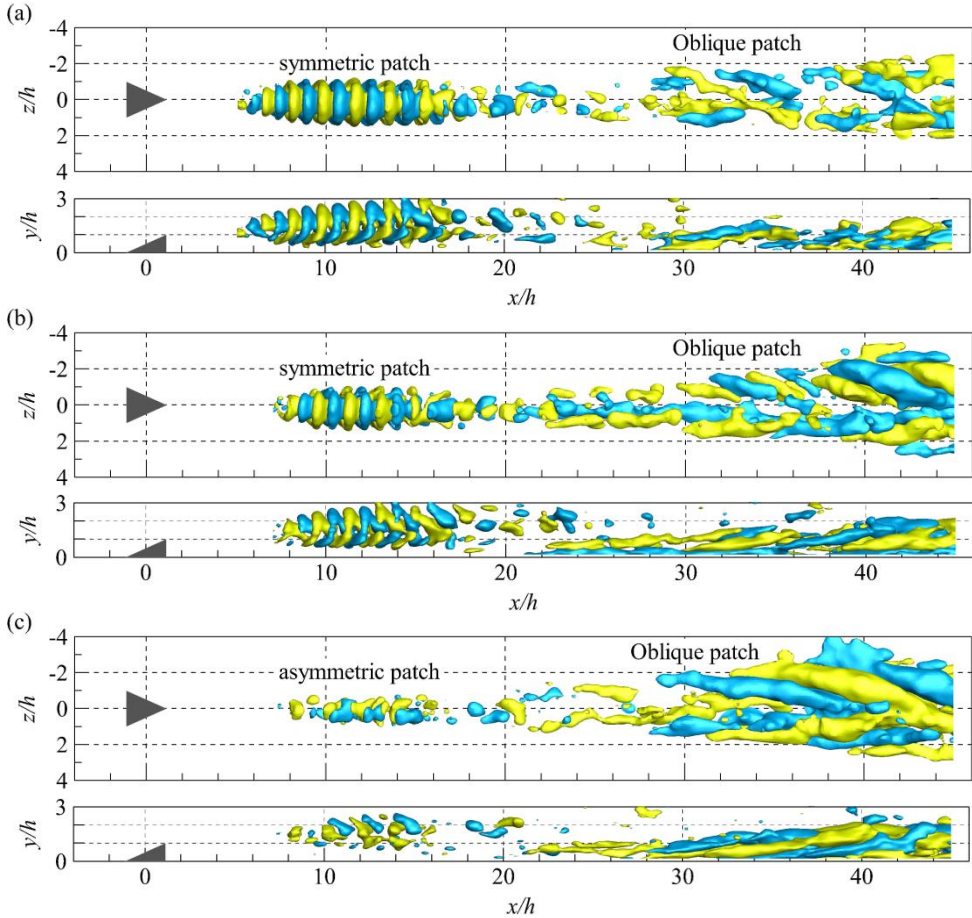 (a)
-4
-2
0
2
4
z/h
symmetric patch
Oblique patch
3
0
y/h
0 10 20 30 40
x/h
(b)
-4
-2
0
2
4
z/h
symmetric patch
Oblique patch
3
0
y/h
0 10 20 30 40
x/h
(c)
-4
-2
0
2
4
z/h
asymmetric patch
Oblique patch
3
0
y/h
0 10 20 30 40
x/h